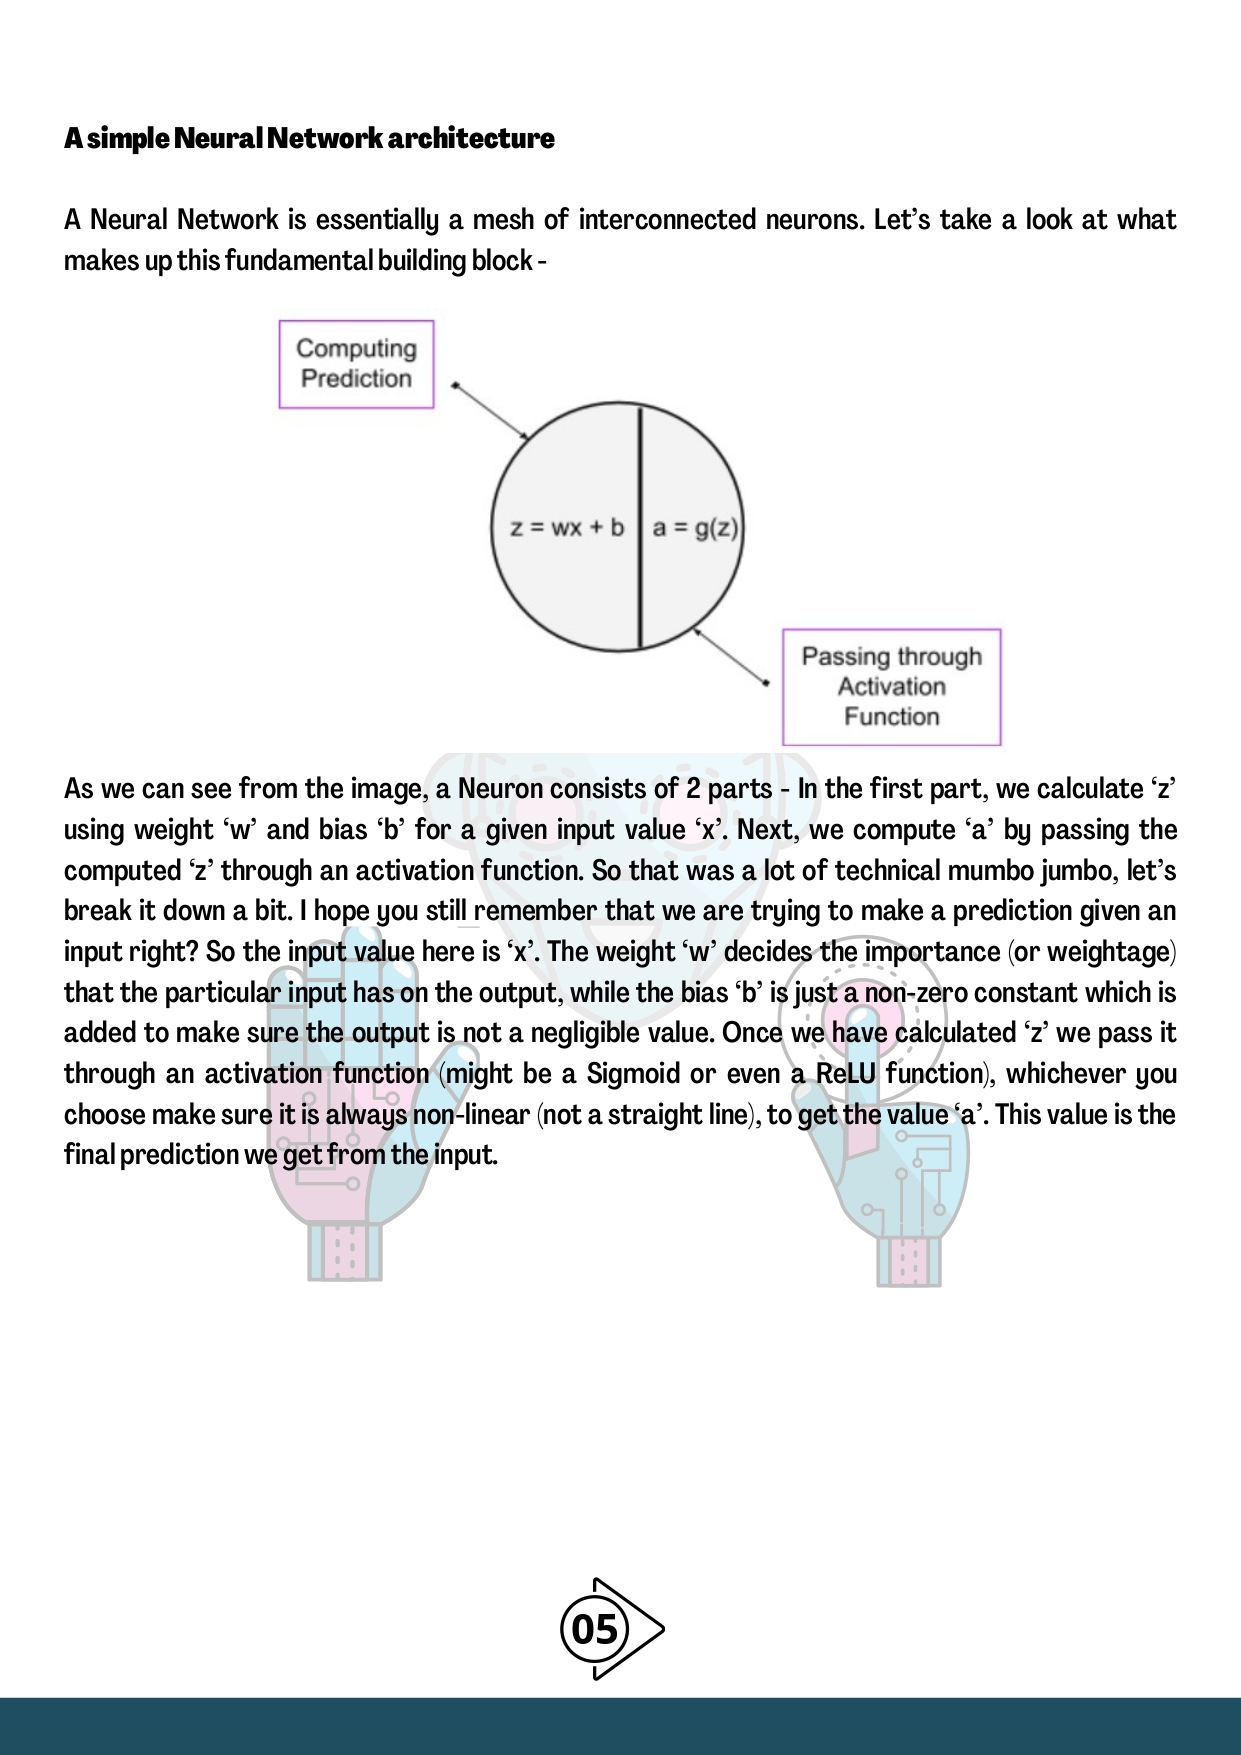 A simple Neural Network architecture
A Neural Network is essentially a mesh of interconnected neurons. Let’s take a look at what
makes up this fundamental building block -
Computing
Prediction
z = wx + b
a = g(z)
Passing through
Activation
Function
As we can see from the image, a Neuron consists of 2 parts - In the first part, we calculate ‘z’
using weight ‘w’ and bias ‘b’ for a given input value ‘x’. Next, we compute ‘a’ by passing the
computed ‘z’ through an activation function. So that was a lot of technical mumbo jumbo, let’s
break it down a bit. I hope you still remember that we are trying to make a prediction given an
input right? So the input value here is ‘x’. The weight ‘w’ decides the importance (or weightage)
that the particular input has on the output, while the bias ‘b’ is just a non-zero constant which is
added to make sure the output is not a negligible value. Once we have calculated ‘z’ we pass it
through an activation function (might be a Sigmoid or even a ReLU function), whichever you
choose make sure it is always non-linear (not a straight line), to get the value ‘a’. This value is the
final prediction we get from the input.
05